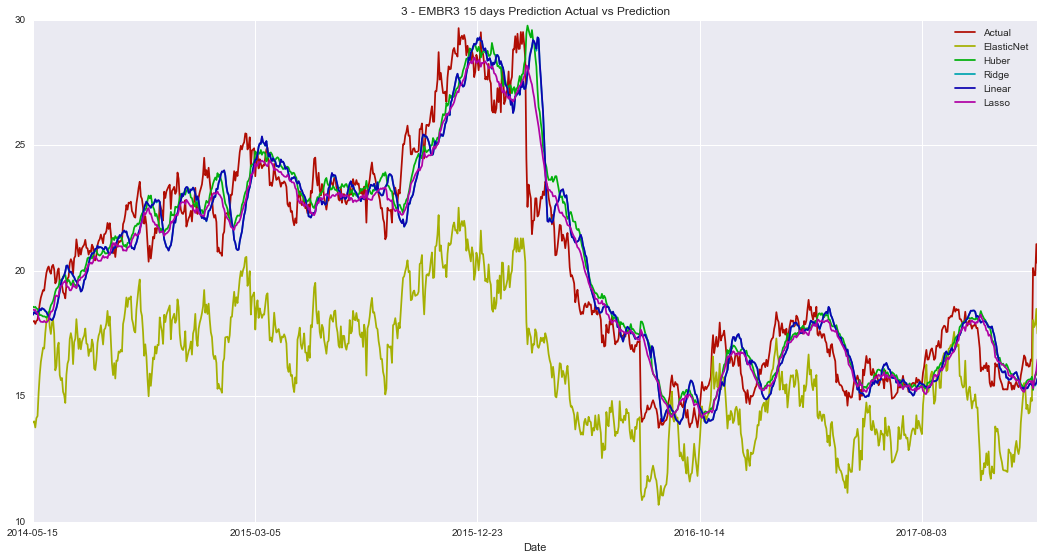 3 - EMBR3 15 days Prediction Actual vs Prediction
30
25
20
15
10
Actual
ElasticNet
Huber
Ridge
Linear
Lasso
2014-05-15
2015-03-05
2015-12-23
2016-10-14
2017-08-03
Date